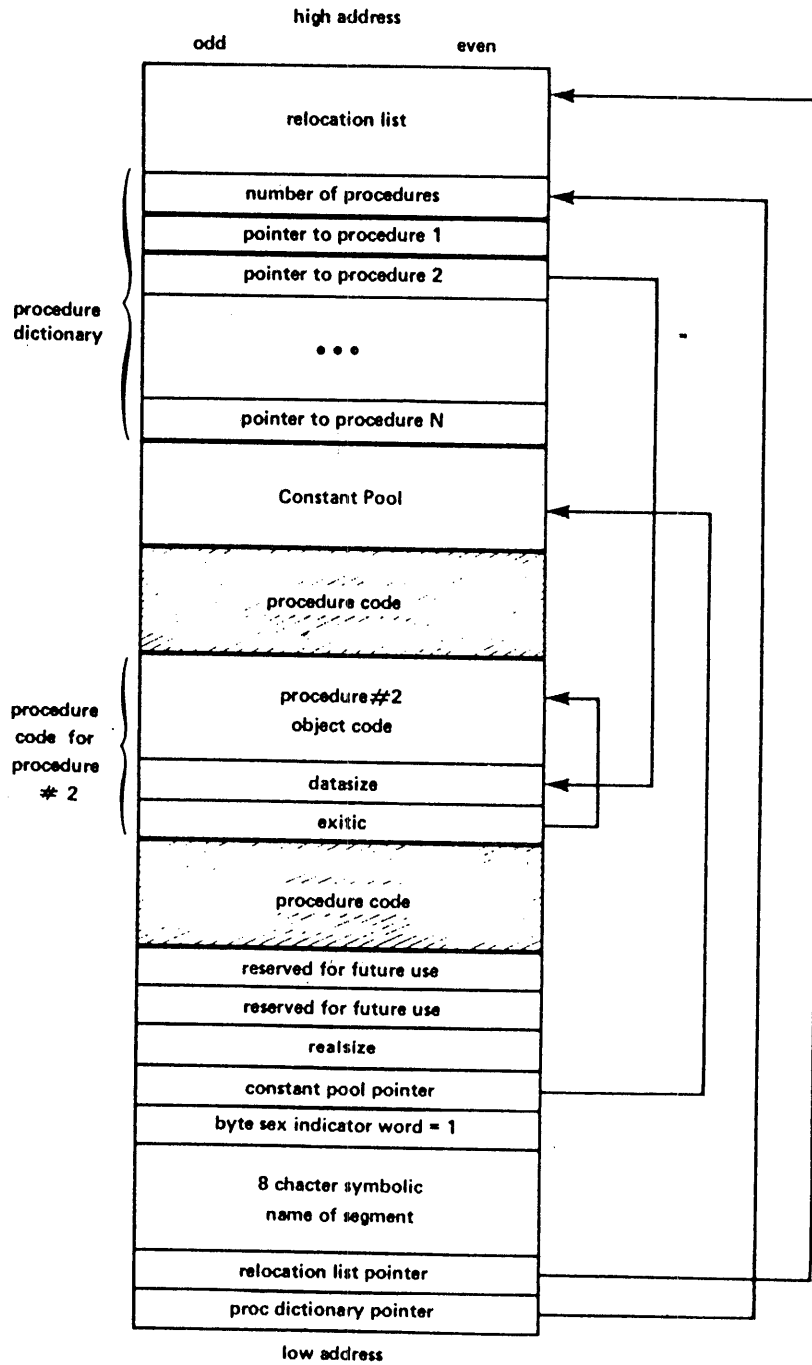 high address
odd even
relocation list
number of procedures
pointer to procedure 1
pointer to procedure 2
procedure
dictionary
• • •
pointer to procedure N
Constant Pool
procedure code
procedure
code for
procedure
# 2
procedure #2
object code
datasize
exitic
procedure code
reserved for future use
reserved for future use
realsize
constant pool pointer
byte sex indicator word = 1
8 chacter symbolic
name of segment
relocation list pointer
proc dictionary pointer
low address